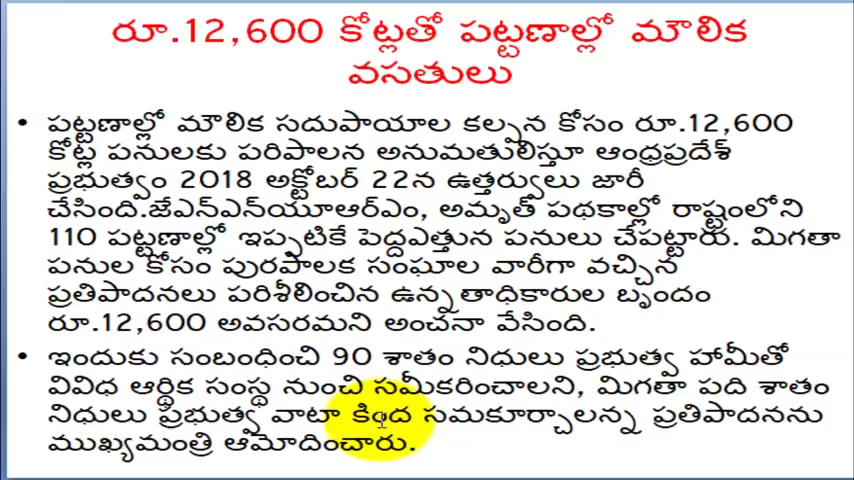 రూ.12,600 కోట్లతో పట్టణాల్లో మౌలిక
వసతులు
• పట్టణాల్లో మౌలిక సదుపాయాల కల్పన కోసం రూ.12,600
కోట్ల పనులకు పరిపాలన అనుమతులిస్తూ ఆంధ్రప్రదేశ్
ప్రభుత్వం 2018 అక్టోబర్ 22న ఉత్తర్వులు జారీ
చేసింది.జేఎన్ఎన్‌యూఆర్ఎం, అమృత్ పథకాల్లో రాష్ట్రంలోని
110 పట్టణాల్లో ఇప్పటికే పెద్దఎత్తున పనులు చేపట్టారు. మిగతా
పనుల కోసం పురపాలక సంఘాల వారీగా వచ్చిన
ప్రతిపాదనలు పరిశీలించిన ఉన్నతాధికారుల బృందం
రూ.12,600 అవసరమని అంచనా వేసింది.
• ఇందుకు సంబంధించి 90 శాతం నిధులు ప్రభుత్వ హామీతో
వివిధ ఆర్థిక సంస్థ నుంచి సమీకరించాలని, మిగతా పది శాతం
నిధులు ప్రభుత్వ వాటా కింద సమకూర్చాలన్న ప్రతిపాదనను
ముఖ్యమంత్రి ఆమోదించారు.